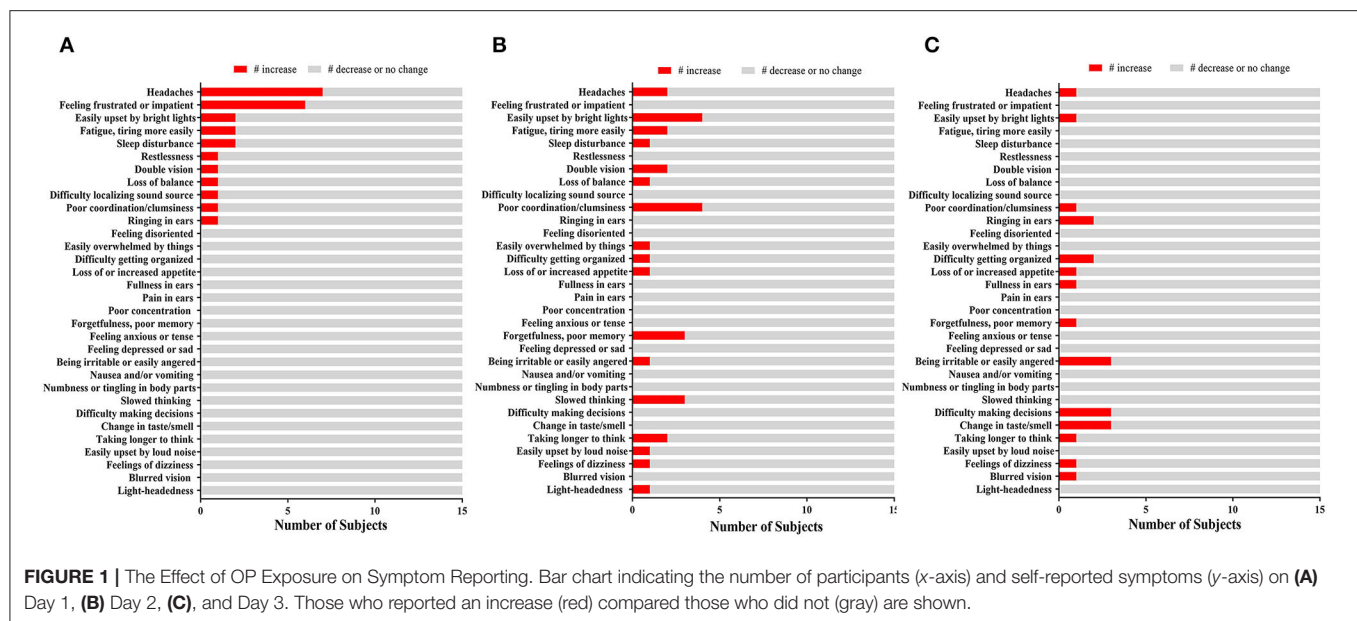 A
# increase # decrease or no change
Headaches
Feeling frustrated or impatient
Easily upset by bright lights
Fatigue, tiring more easily
Sleep disturbance
Restlessness
Double vision
Loss of balance
Difficulty localizing sound source
Poor coordination/clumsiness
Ringing in ears
Feeling disoriented
Easily overwhelmed by things
Difficulty getting organized
Loss of or increased appetite
Fullness in ears
Pain in ears
Poor concentration
Forgetfulness, poor memory
Feeling anxious or tense
Feeling depressed or sad
Being irritable or easily angered
Nausea and/or vomiting
Numbness or tingling in body parts
Slowed thinking
Difficulty making decisions
Change in taste/smell
Taking longer to think
Easily upset by loud noise
Feelings of dizziness
Blurred vision
Light-headedness
0 5 10 15
Number of Subjects
B
# increase # decrease or no change
Headaches
Feeling frustrated or impatient
Easily upset by bright lights
Fatigue, tiring more easily
Sleep disturbance
Restlessness
Double vision
Loss of balance
Difficulty localizing sound source
Poor coordination/clumsiness
Ringing in ears
Feeling disoriented
Easily overwhelmed by things
Difficulty getting organized
Loss of or increased appetite
Fullness in ears
Pain in ears
Poor concentration
Feeling anxious or tense
Forgetfulness, poor memory
Feeling depressed or sad
Being irritable or easily angered
Nausea and/or vomiting
Numbness or tingling in body parts
Slowed thinking
Difficulty making decisions
Change in taste/smell
Taking longer to think
Easily upset by loud noise
Feelings of dizziness
Blurred vision
Light-headedness
0 5 10 15
Number of Subjects
C
# increase # decrease or no change
Headaches
Feeling frustrated or impatient
Easily upset by bright lights
Fatigue, tiring more easily
Sleep disturbance
Restlessness
Double vision
Loss of balance
Difficulty localizing sound source
Poor coordination/clumsiness
Ringing in ears
Feeling disoriented
Easily overwhelmed by things
Difficulty getting organized
Loss of or increased appetite
Fullness in ears
Pain in ears
Poor concentration
Forgetfulness, poor memory
Feeling anxious or tense
Feeling depressed or sad
Being irritable or easily angered
Nausea and/or vomiting
Numbness or tingling in body parts
Slowed thinking
Difficulty making decisions
Change in taste/smell
Taking longer to think
Easily upset by loud noise
Feelings of dizziness
Blurred vision
Light-headedness
0 5 10 15
Number of Subjects
FIGURE 1 | The Effect of OP Exposure on Symptom Reporting. Bar chart indicating the number of participants (x-axis) and self-reported symptoms (y-axis) on (A)
Day 1, (B) Day 2, (C), and Day 3. Those who reported an increase (red) compared those who did not (gray) are shown.